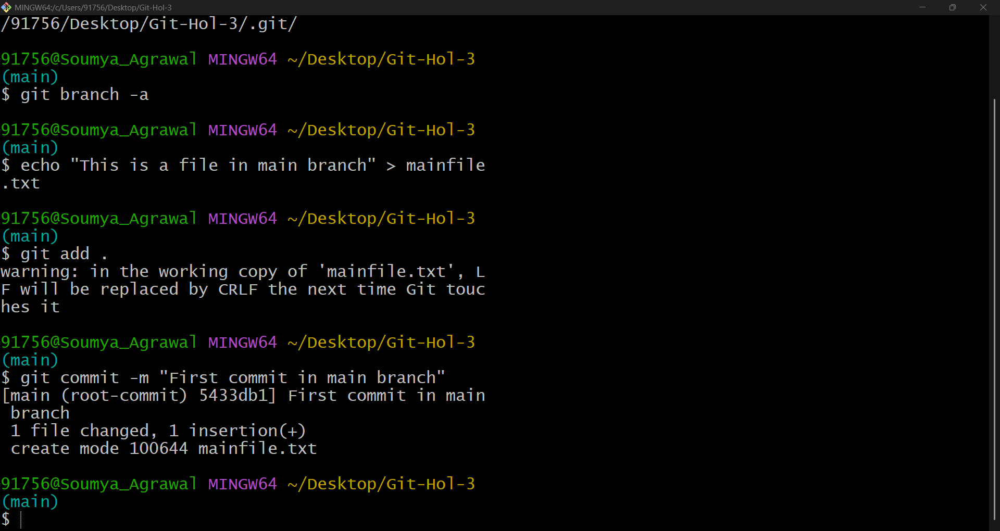 MINGW64:/c/Users/91756/Desktop/Git-Hol-3
/91756/Desktop/Git-Hol-3/.git/
91756@Soumya_Agrawal MINGW64 ~/Desktop/Git-Hol-3
(main)
$ git branch -a
91756@Soumya_Agrawal MINGW64 ~/Desktop/Git-Hol-3
(main)
$ echo "This is a file in main branch" > mainfile
.txt
91756@Soumya_Agrawal MINGW64 ~/Desktop/Git-Hol-3
(main)
$ git add .
warning: in the working copy of 'mainfile.txt', L
F will be replaced by CRLF the next time Git touc
hes it
91756@Soumya_Agrawal MINGW64 ~/Desktop/Git-Hol-3
(main)
$ git commit -m "First commit in main branch"
[main (root-commit) 5433db1] First commit in main
 branch
 1 file changed, 1 insertion(+)
 create mode 100644 mainfile.txt
91756@Soumya_Agrawal MINGW64 ~/Desktop/Git-Hol-3
(main)
$